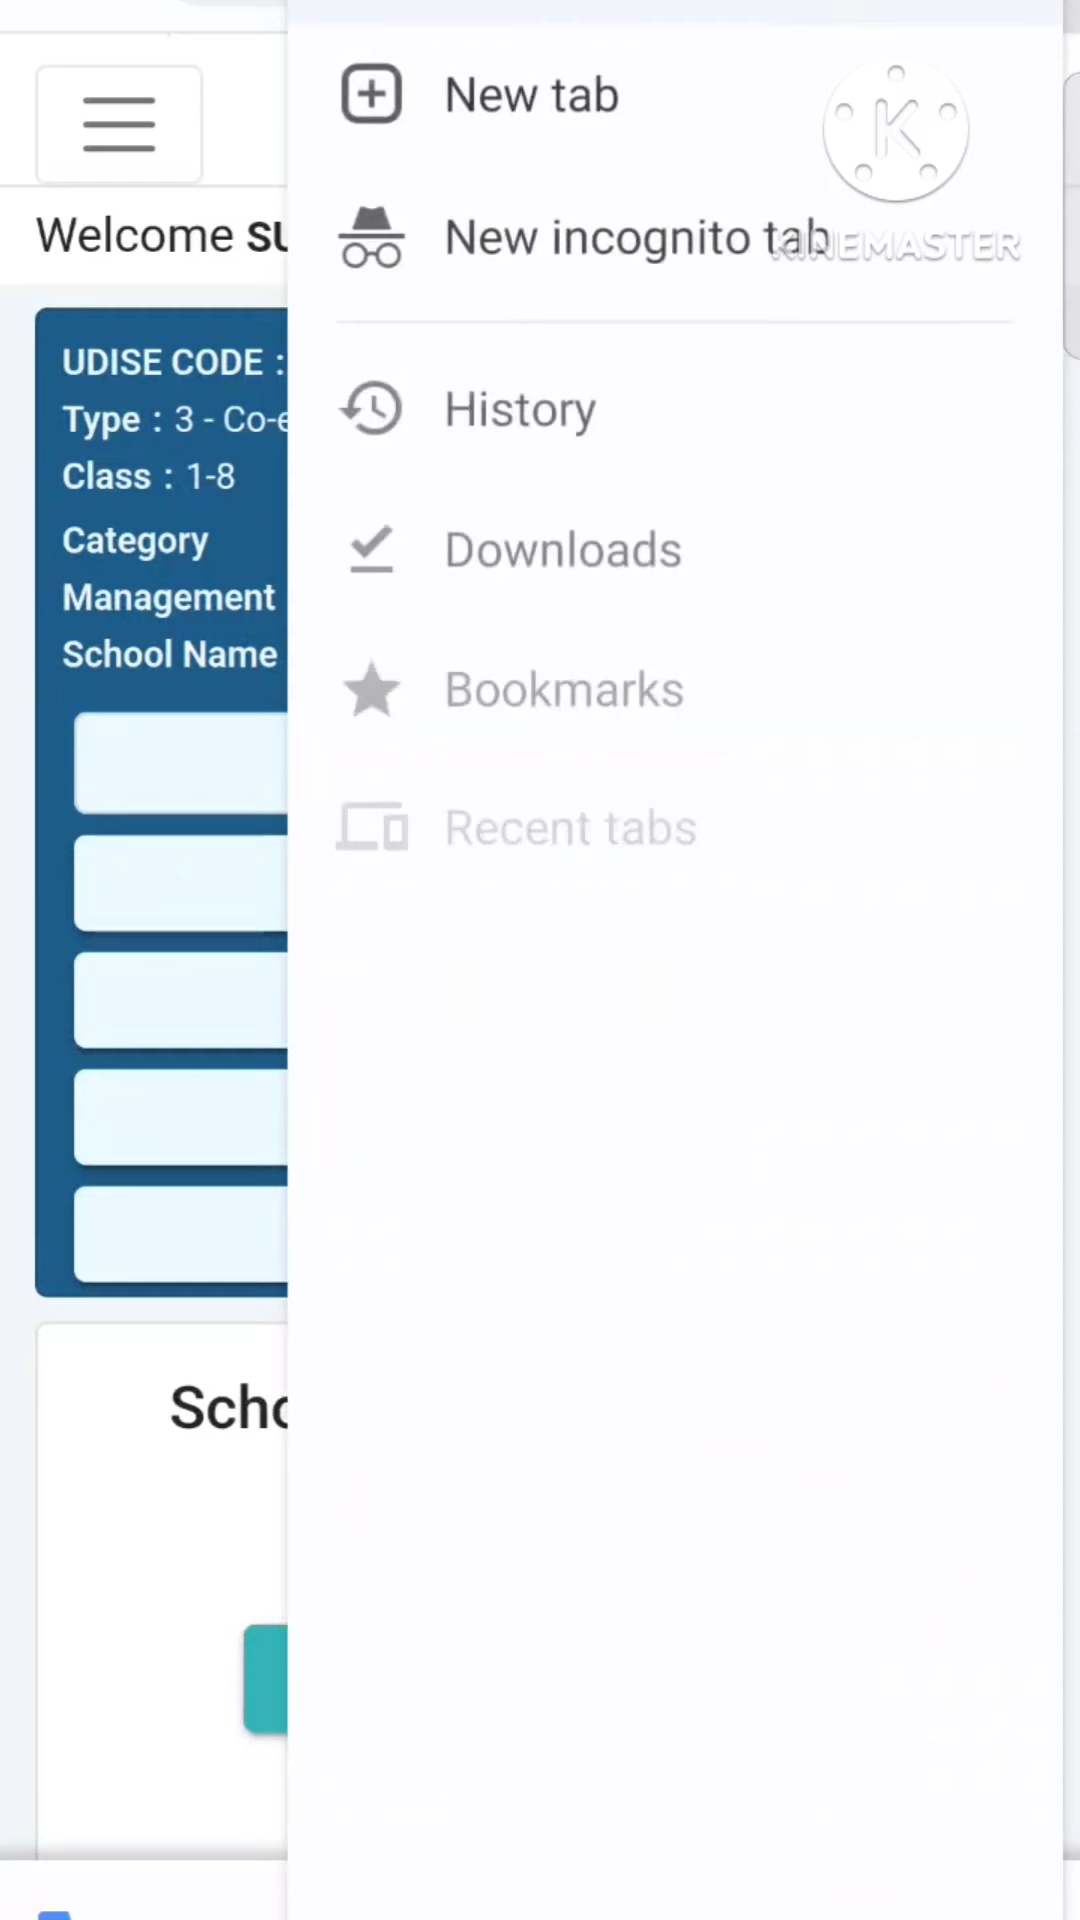 New tab
New incognito tab
KINEMASTER
History
Downloads
Bookmarks
Recent tabs
Welcome
UDISE CODE :
Type : 3 - Co-e
Class : 1-8
Category
Management
School Name